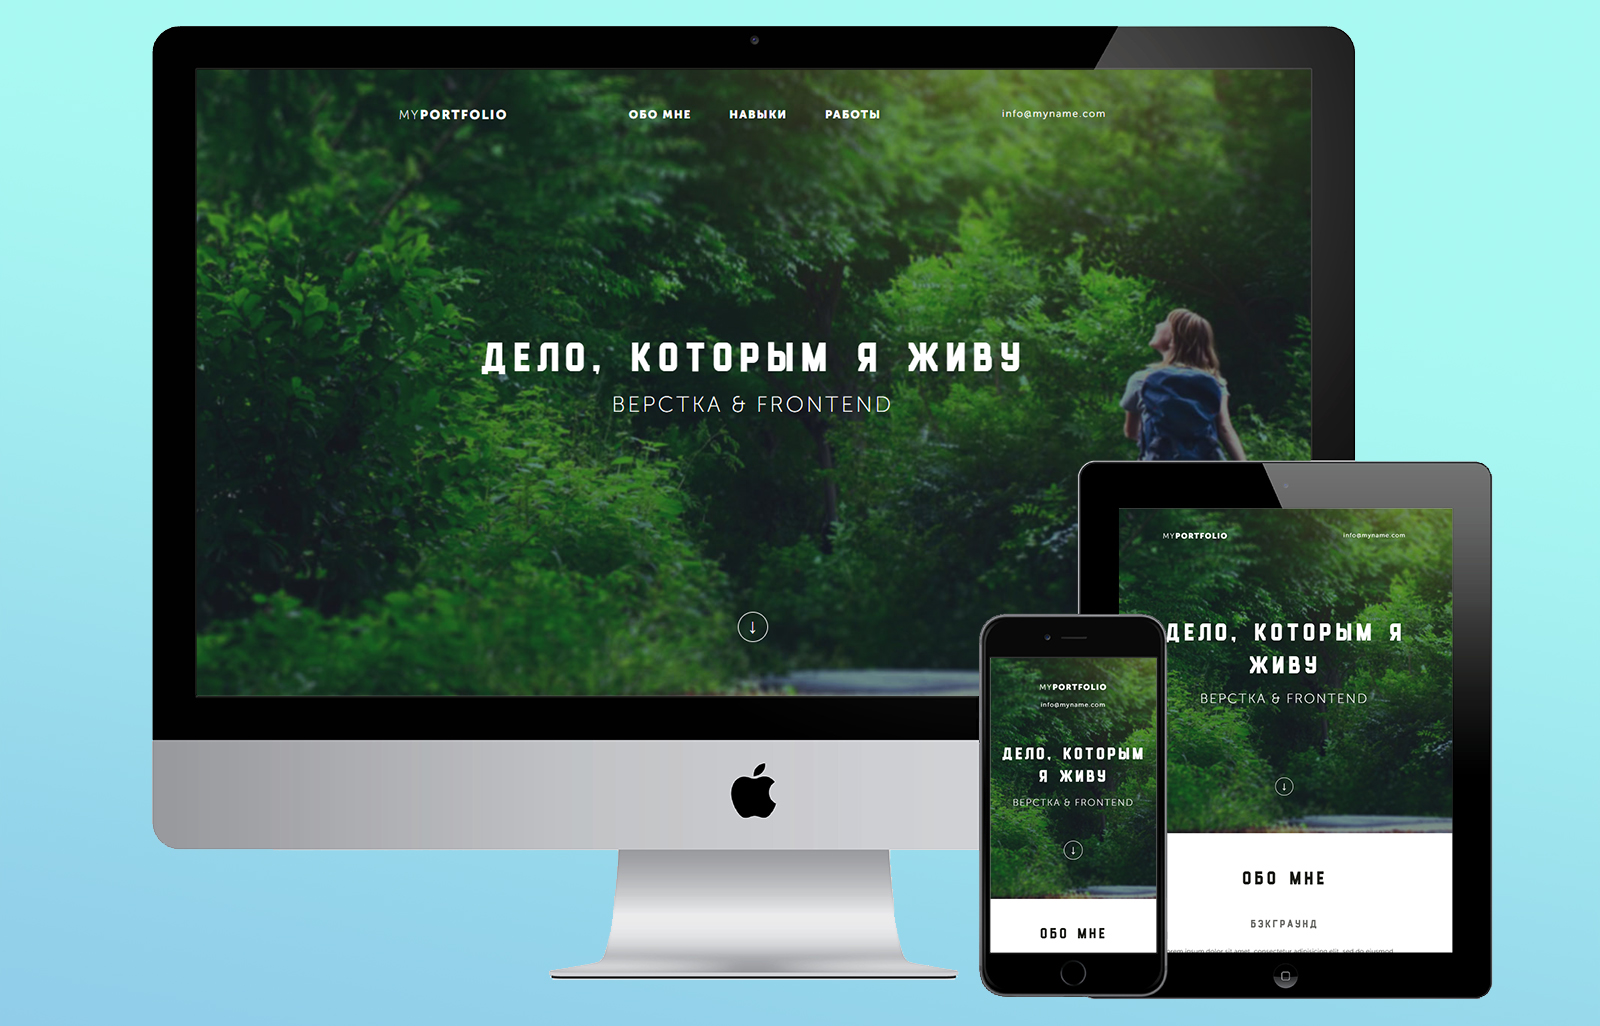 MYPORTFOLIO
ОБО МНЕ НАВЫКИ РАБОТЫ
info@myname.com
ДЕЛО, КОТОРЫМ Я ЖИВУ
ВЕРСТКА & FRONTEND
MYPORTFOLIO
info@myname.com
ДЕЛО, КОТОРЫМ Я
ЖИВУ
ВЕРСТКА & FRONTEND
ОБО МНЕ
БЭКГРАУНД
ipsum dolor sit amet, consectetur adipisicing elit, sed do eiusmod
MYPORTFOLIO
info@myname.com
ДЕЛО, КОТОРЫМ
Я ЖИВУ
ВЕРСТКА & FRONTEND
ОБО МНЕ